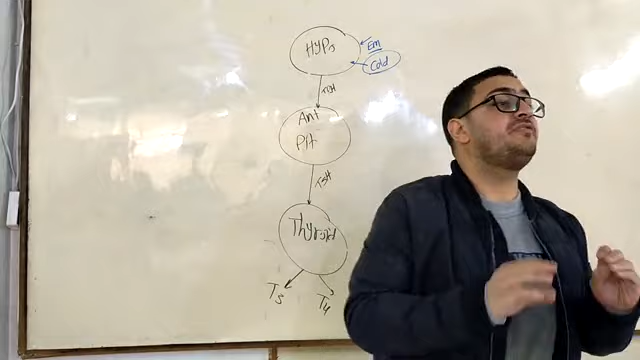 Hypo
Em
Cold
TRH
Ant
Pit
TSH
Thyroid
T3
T4